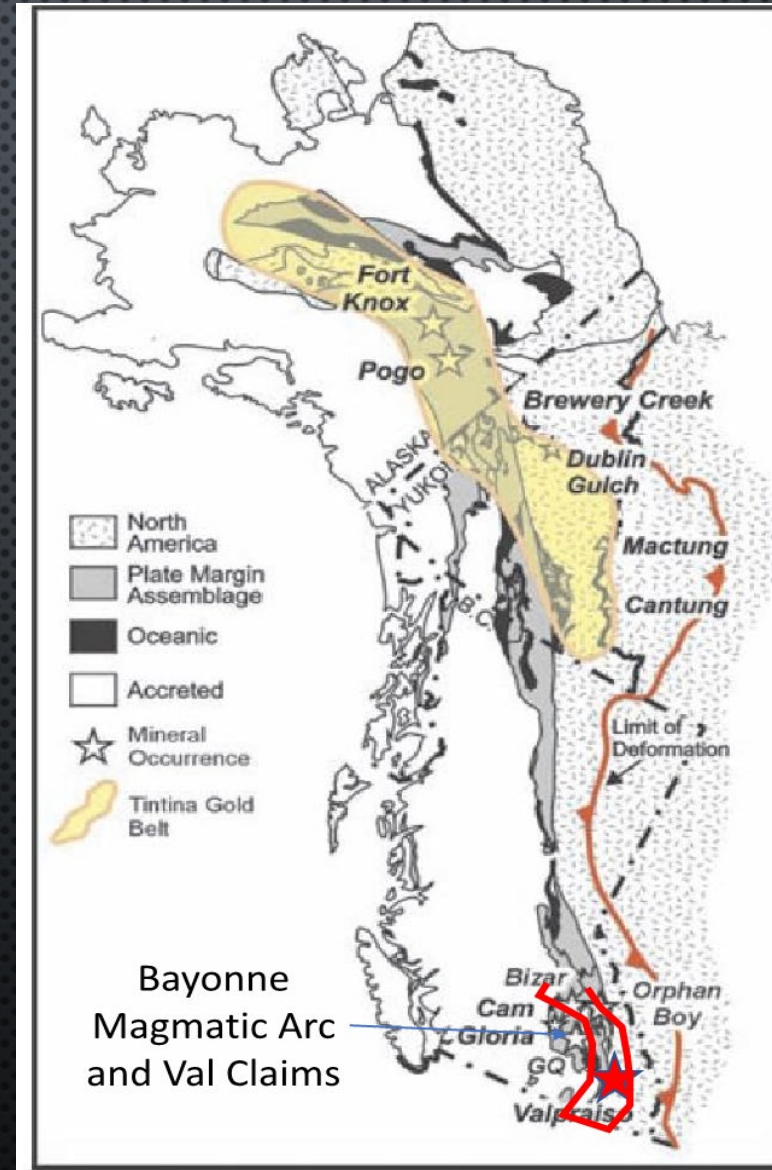 Fort
Knox
Pogo
Brewery Creek
Dublin
Gulch
ALASKA
YUKON
Mactung
Cantung
B.C.
North
America
Plate Margin
Assemblage
Oceanic
Accreted
Mineral
Occurrence
Tintina Gold
Belt
Limit of
Deformation
Bayonne
Magmatic Arc
and Val Claims
Bizar
Cam
Gloria
GQ
Valpraiso
Orphan
Boy